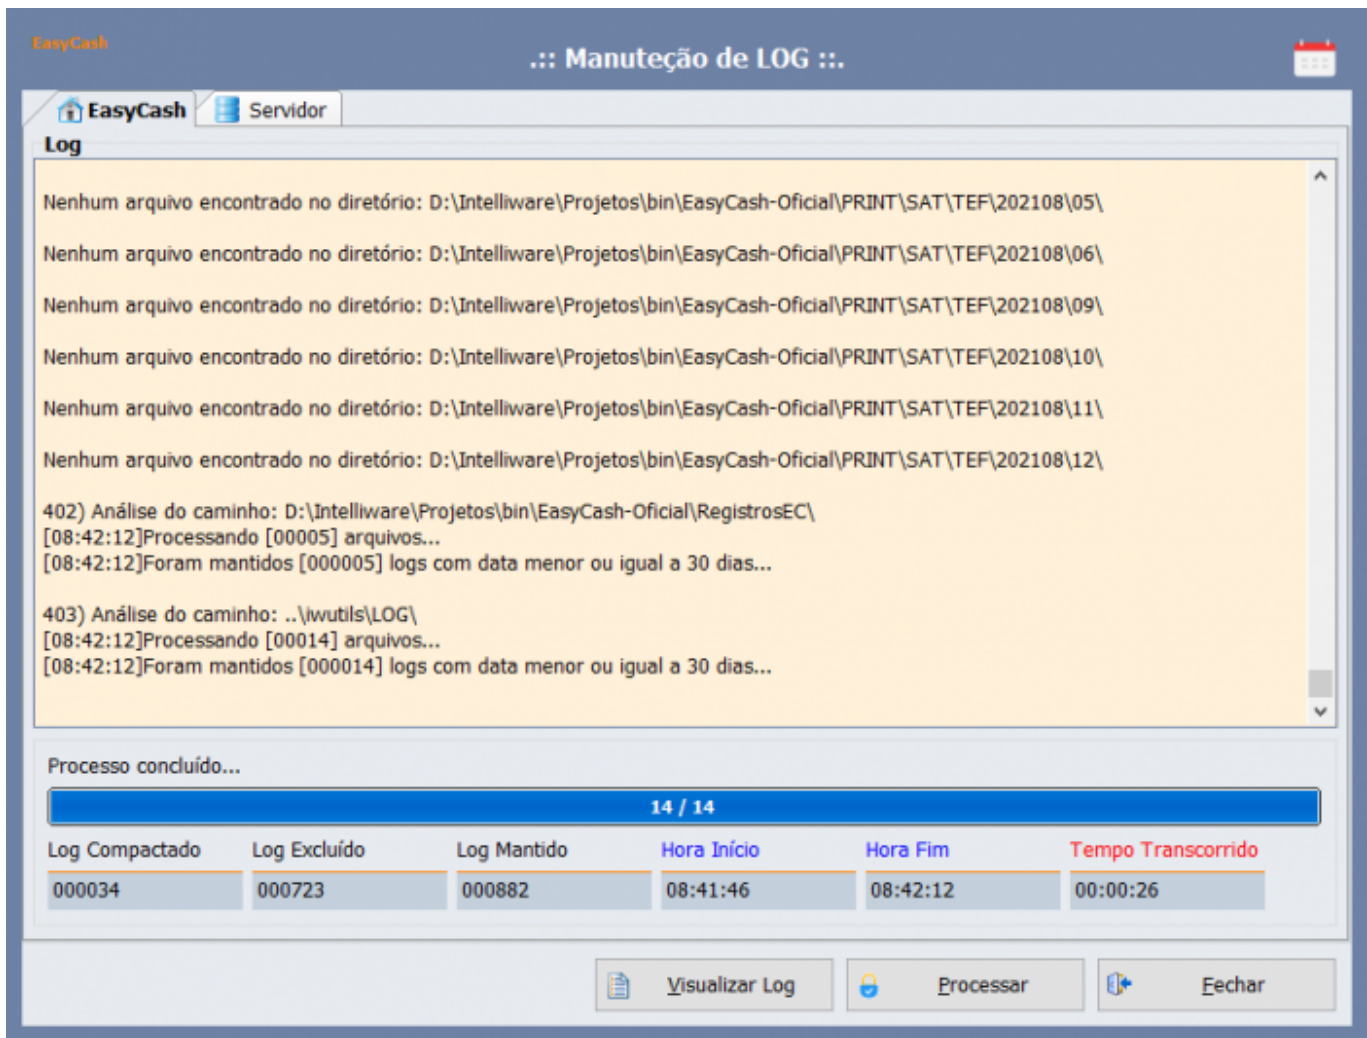 EasyCash
.:: Manuteção de LOG ::.
EasyCash
Servidor
Log
Nenhum arquivo encontrado no diretório: D:\Intelliware\Projetos\bin\EasyCash-Oficial\PRINT\SAT\TEF\202108\05\
Nenhum arquivo encontrado no diretório: D:\Intelliware\Projetos\bin\EasyCash-Oficial\PRINT\SAT\TEF\202108\06\
Nenhum arquivo encontrado no diretório: D:\Intelliware\Projetos\bin\EasyCash-Oficial\PRINT\SAT\TEF\202108\09\
Nenhum arquivo encontrado no diretório: D:\Intelliware\Projetos\bin\EasyCash-Oficial\PRINT\SAT\TEF\202108\10\
Nenhum arquivo encontrado no diretório: D:\Intelliware\Projetos\bin\EasyCash-Oficial\PRINT\SAT\TEF\202108\11\
Nenhum arquivo encontrado no diretório: D:\Intelliware\Projetos\bin\EasyCash-Oficial\PRINT\SAT\TEF\202108\12\
402) Análise do caminho: D:\Intelliware\Projetos\bin\EasyCash-Oficial\RegistrosEC\
[08:42:12]Processando [00005] arquivos...
[08:42:12]Foram mantidos [000005] logs com data menor ou igual a 30 dias...
403) Análise do caminho: ..\iwutils\LOG\
[08:42:12]Processando [00014] arquivos...
[08:42:12]Foram mantidos [000014] logs com data menor ou igual a 30 dias...
Processo concluído...
14 / 14
Log Compactado Log Excluído Log Mantido Hora Início Hora Fim Tempo Transcorrido
000034 000723 000882 08:41:46 08:42:12 00:00:26
Visualizar Log Processar Fechar